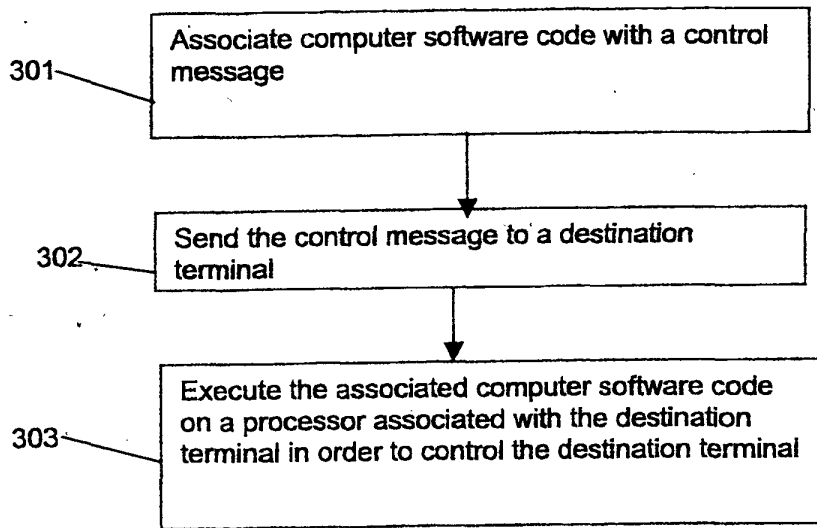 301
Associate computer software code with a control
message
302
Send the control message to a destination
terminal
303
Execute the associated computer software code
on a processor associated with the destination
terminal in order to control the destination terminal